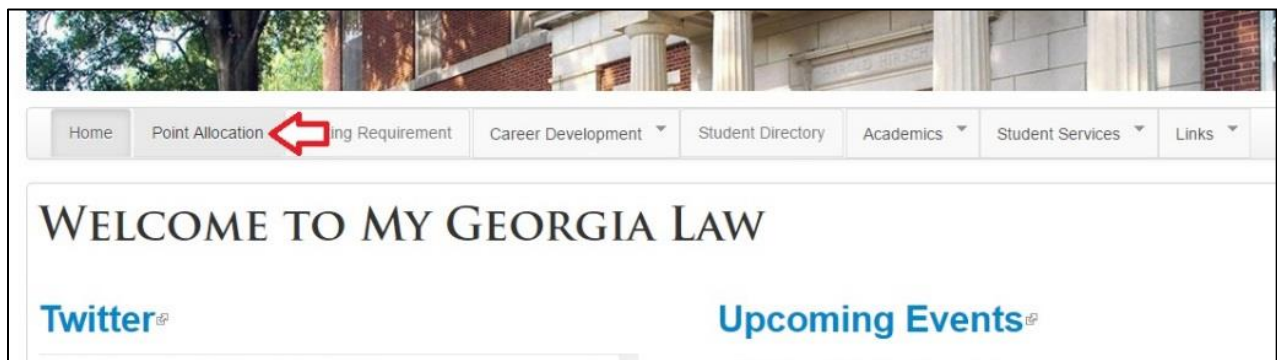 Home Point Allocation ing Requirement Career Development Student Directory Academics Student Services Links
WELCOME TO MY GEORGIA LAW
Twitter Upcoming Events